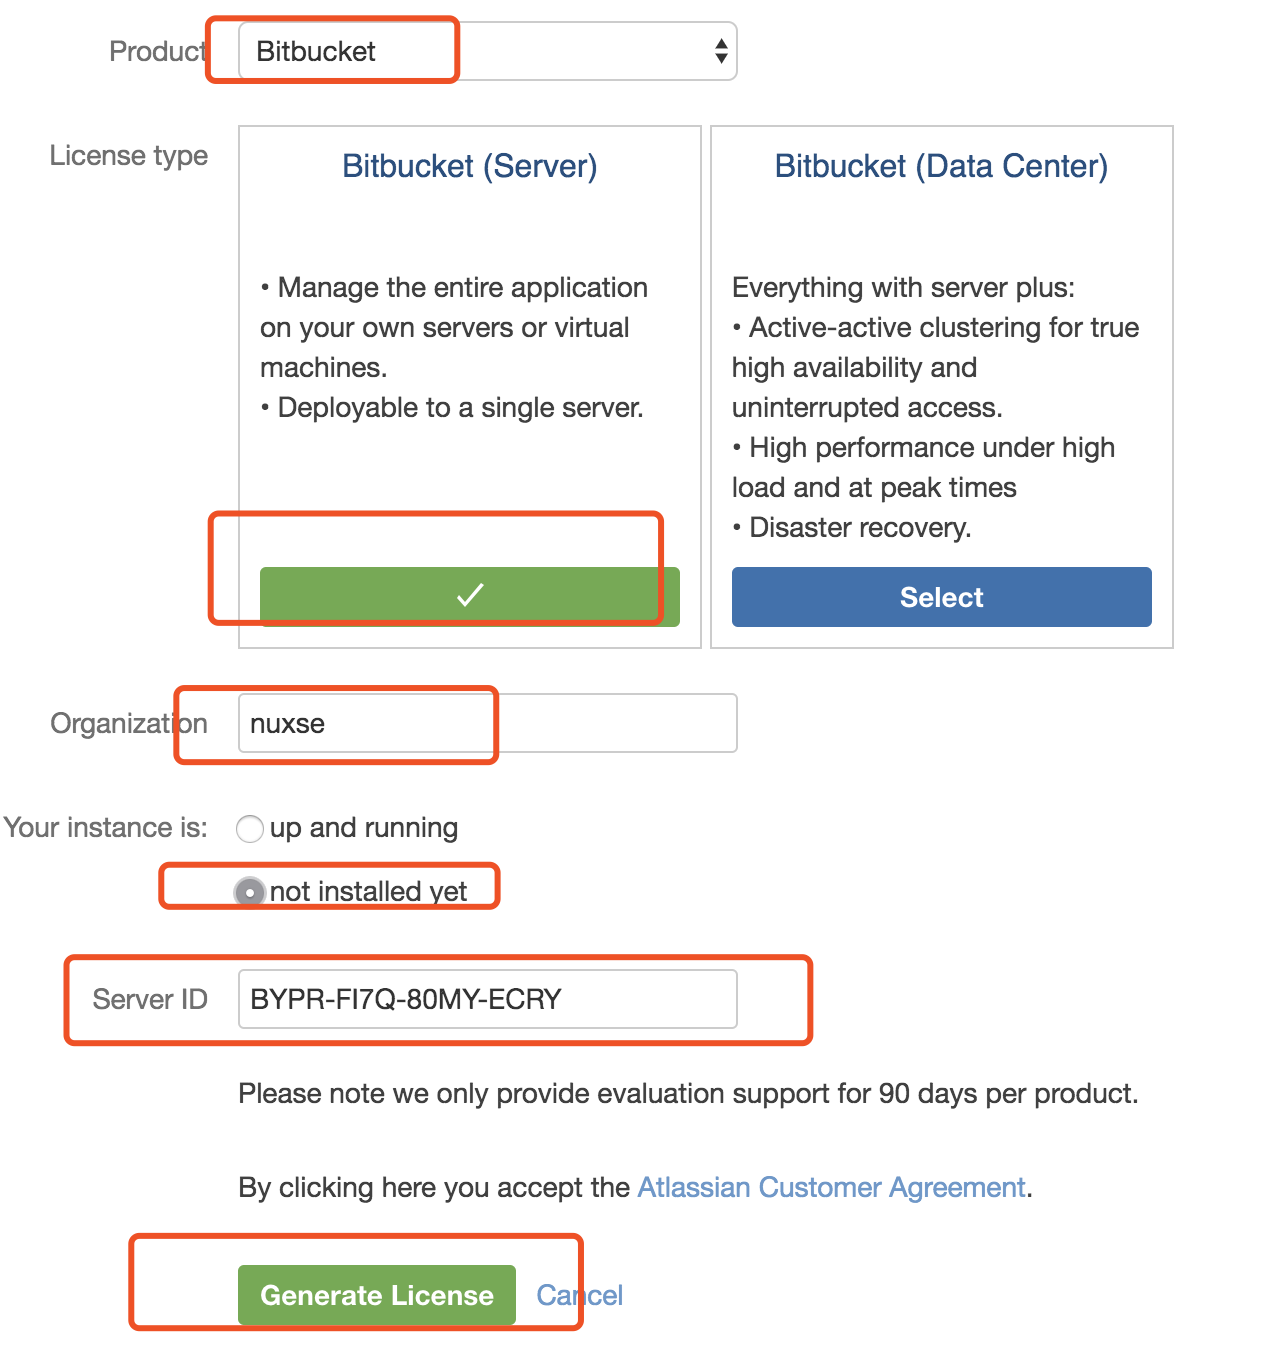 Product Bitbucket
License type
Bitbucket (Server)
• Manage the entire application
on your own servers or virtual
machines.
• Deployable to a single server.
Bitbucket (Data Center)
Everything with server plus:
• Active-active clustering for true
high availability and
uninterrupted access.
• High performance under high
load and at peak times
• Disaster recovery.
Select
Organization nuxse
Your instance is: up and running
not installed yet
Server ID BYPR-FI7Q-80MY-ECRY
Please note we only provide evaluation support for 90 days per product.
By clicking here you accept the Atlassian Customer Agreement.
Generate License Cancel